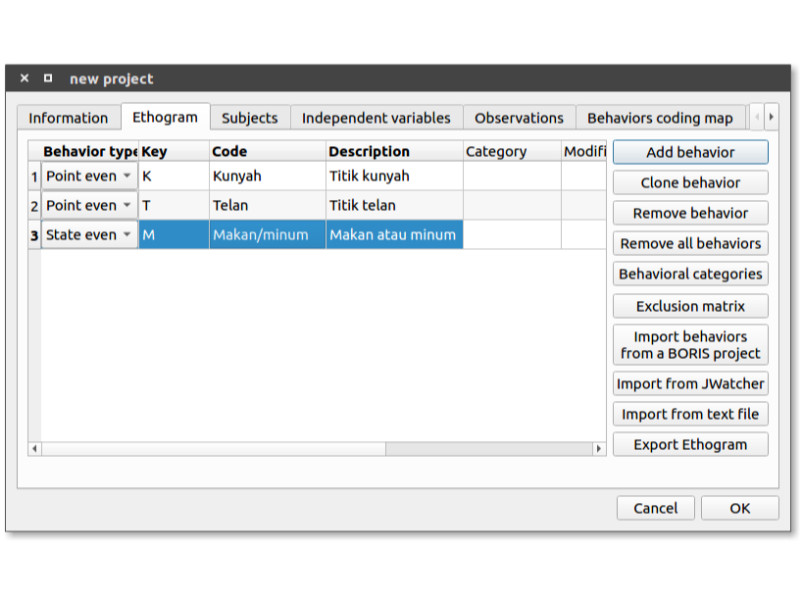 new project
Information Ethogram Subjects Independent variables Observations Behaviors coding map
Behavior type Key Code Description Category Modifi
1 Point even K Kunyah Titik kunyah
2 Point even T Telan Titik telan
3 State even M Makan/minum Makan atau minum
Add behavior
Clone behavior
Remove behavior
Remove all behaviors
Behavioral categories
Exclusion matrix
Import behaviors
from a BORIS project
Import from JWatcher
Import from text file
Export Ethogram
Cancel OK